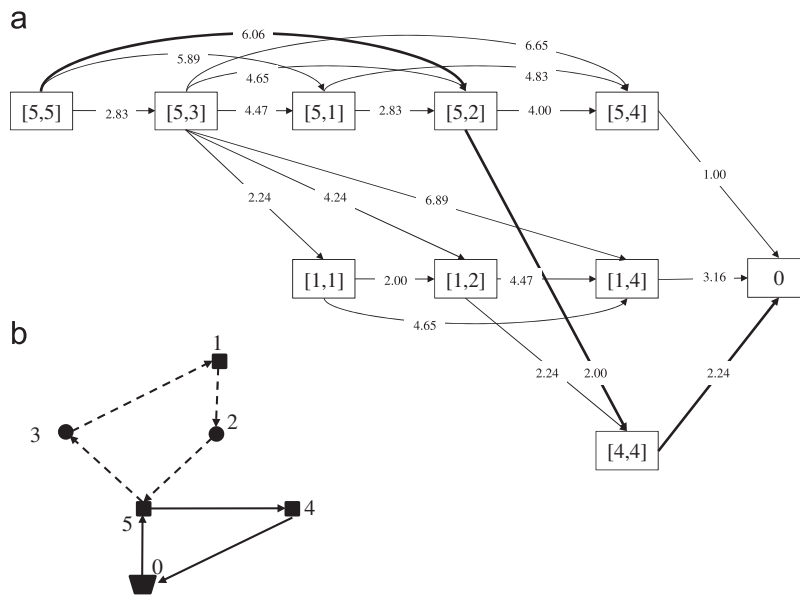 a
6.06
6.65
5.89
4.65
4.83
[5,5] 2.83 [5,3] 4.47 [5,1] 2.83 [5,2] 4.00 [5,4]
1.00
2.24 4.24 6.89
[1,1] 2.00 [1,2] 4.47 [1,4] 3.16 0
4.65
b
1
2.24 2.00 2.24
2
3
[4,4]
5
4
0